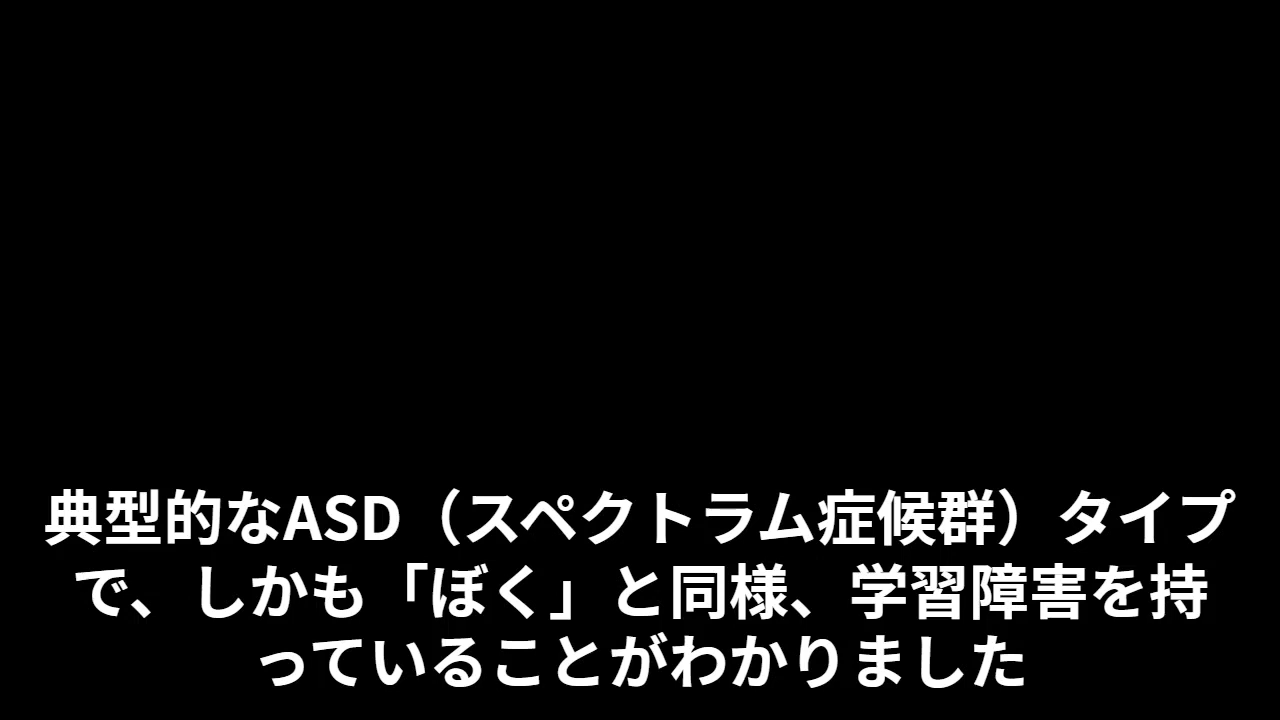 典型的なASD（スペクトラム症候群）タイプ
で、しかも「ぼく」と同様、学習障害を持
っていることがわかりました